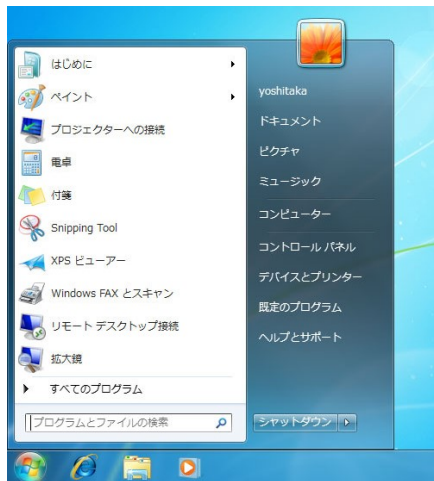 はじめに
ペイント
プロジェクターへの接続
電卓
付箋
Snipping Tool
XPS ビューアー
Windows FAX とスキャン
リモート デスクトップ接続
拡大鏡
すべてのプログラム
プログラムとファイルの検索
yoshitaka
ドキュメント
ピクチャ
ミュージック
コンピューター
コントロール パネル
デバイスとプリンター
既定のプログラム
ヘルプとサポート
シャットダウン